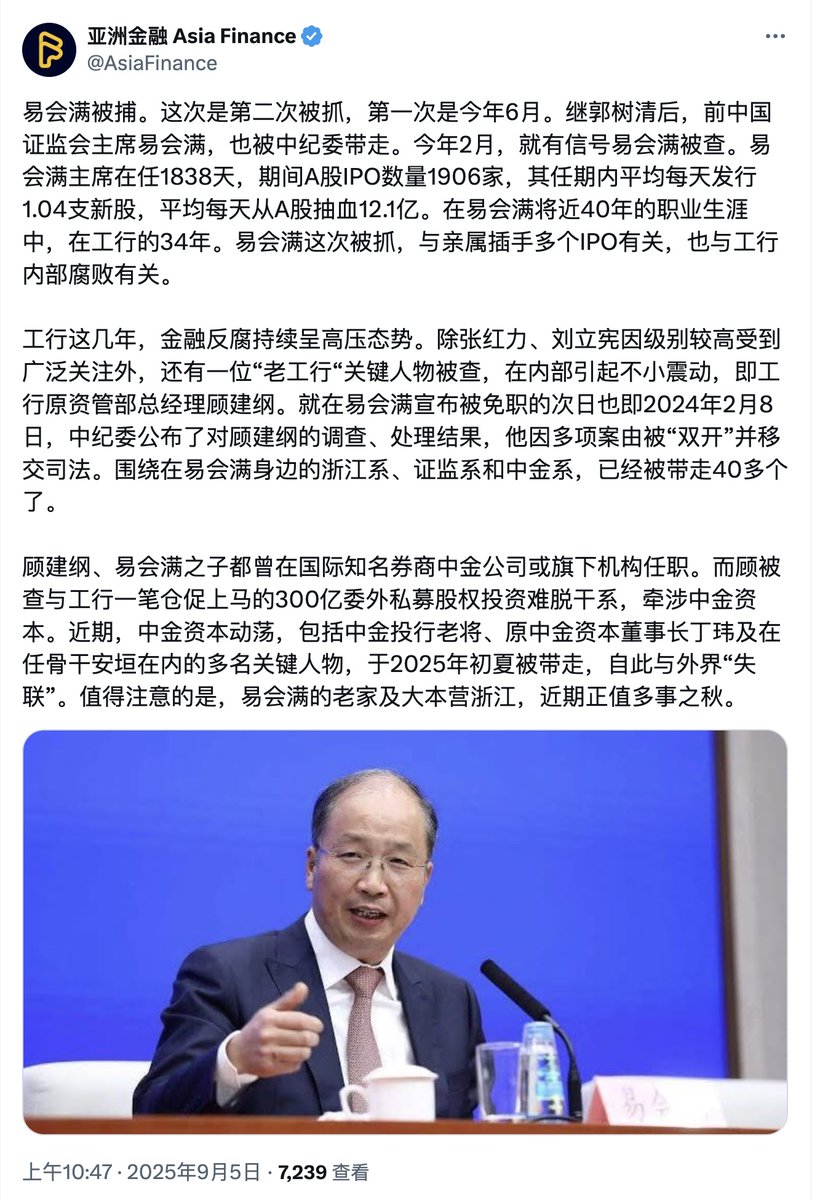 亚洲金融 Asia Finance
@AsiaFinance
易会满被捕。这次是第二次被抓，第一次是今年6月。继郭树清后，前中国
证监会主席易会满，也被中纪委带走。今年2月，就有信号易会满被查。易
会满主席在任1838天，期间A股IPO数量1906家，其任期内平均每天发行
1.04支新股，平均每天从A股抽血12.1亿。在易会满将近40年的职业生涯
中，在工行的34年。易会满这次被抓，与亲属插手多个IPO有关，也与工行
内部腐败有关。
工行这几年，金融反腐持续呈高压态势。除张红力、刘立宪因级别较高受到
广泛关注外，还有一位“老工行“关键人物被查，在内部引起不小震动，即工
行原资管部总经理顾建纲。就在易会满宣布被免职的次日也即2024年2月8
日，中纪委公布了对顾建纲的调查、处理结果，他因多项案由被“双开”并移
交司法。围绕在易会满身边的浙江系、证监系和中金系，已经被带走40多个
了。
顾建纲、易会满之子都曾在国际知名券商中金公司或旗下机构任职。而顾被
查与工行一笔仓促上马的300亿委外私募股权投资难脱干系，牵涉中金资
本。近期，中金资本动荡，包括中金投行老将、原中金资本董事长丁玮及在
任骨干安垣在内的多名关键人物，于2025年初夏被带走，自此与外界“失
联”。值得注意的是，易会满的老家及大本营浙江，近期正值多事之秋。
易会
上午10:47 · 2025年9月5日 · 7,239 查看